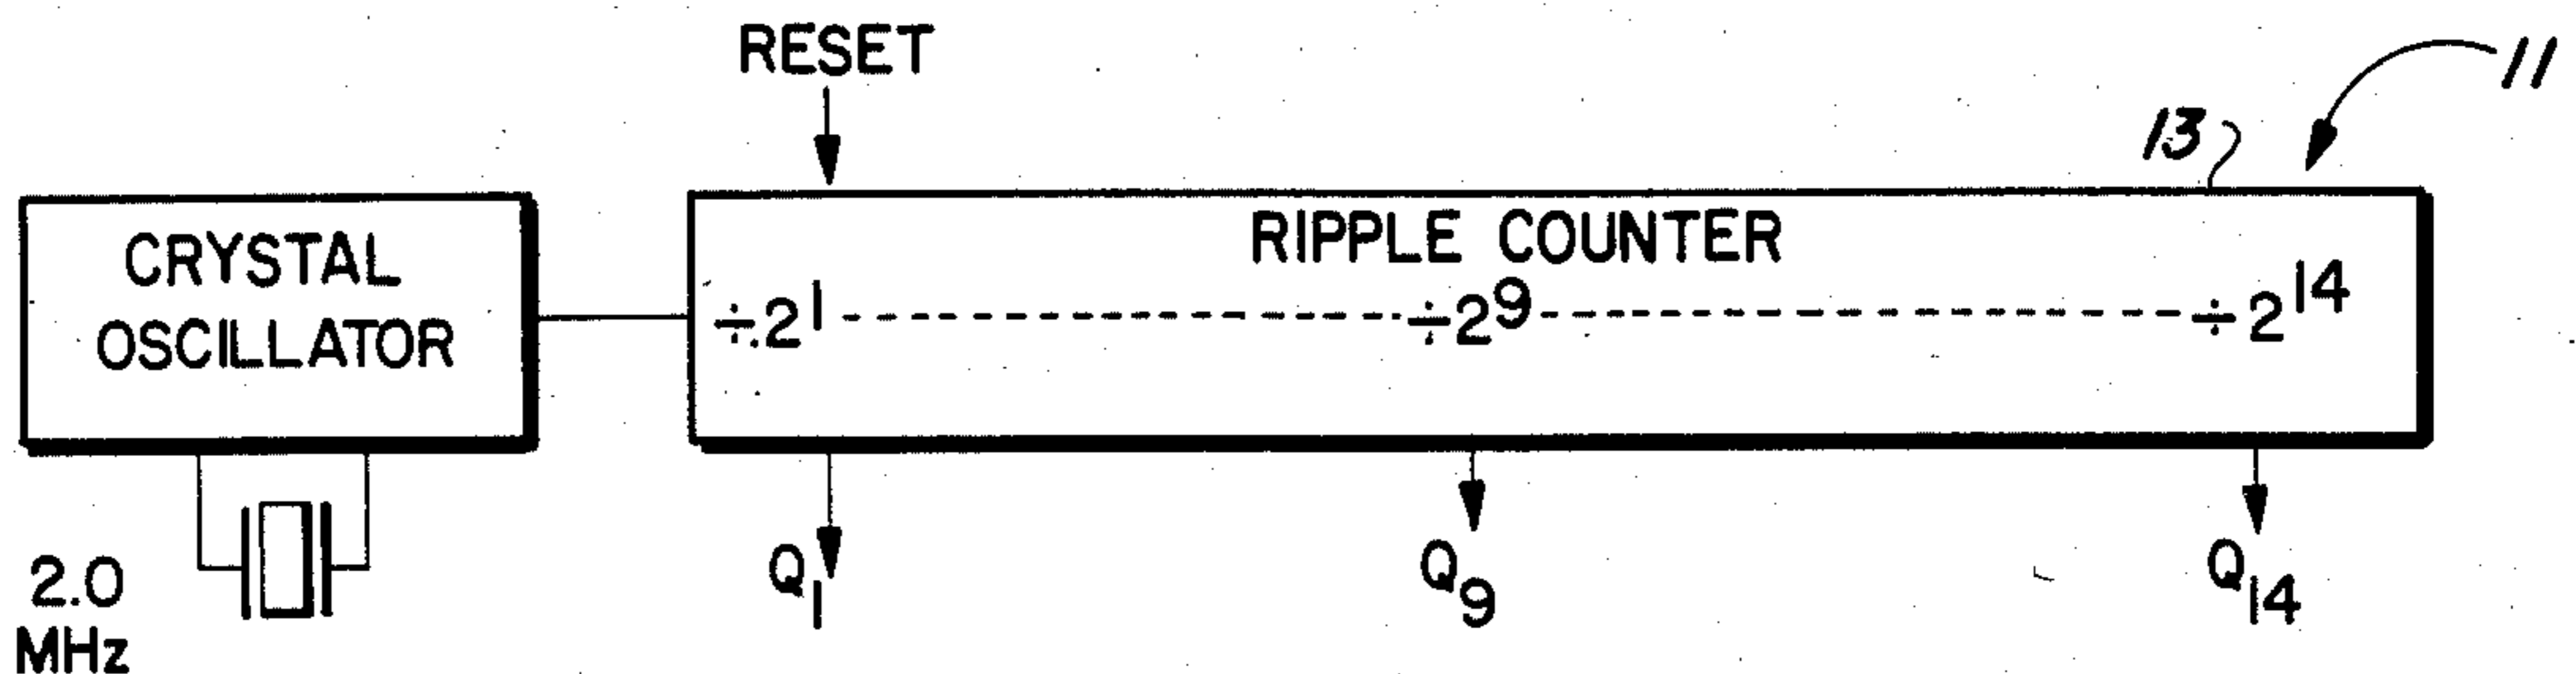 RESET
11
13
CRYSTAL
OSCILLATOR
RIPPLE COUNTER
÷2¹ ÷2⁹ ÷2¹⁴
2.0
MHz
Q₁ Q₉ Q₁₄